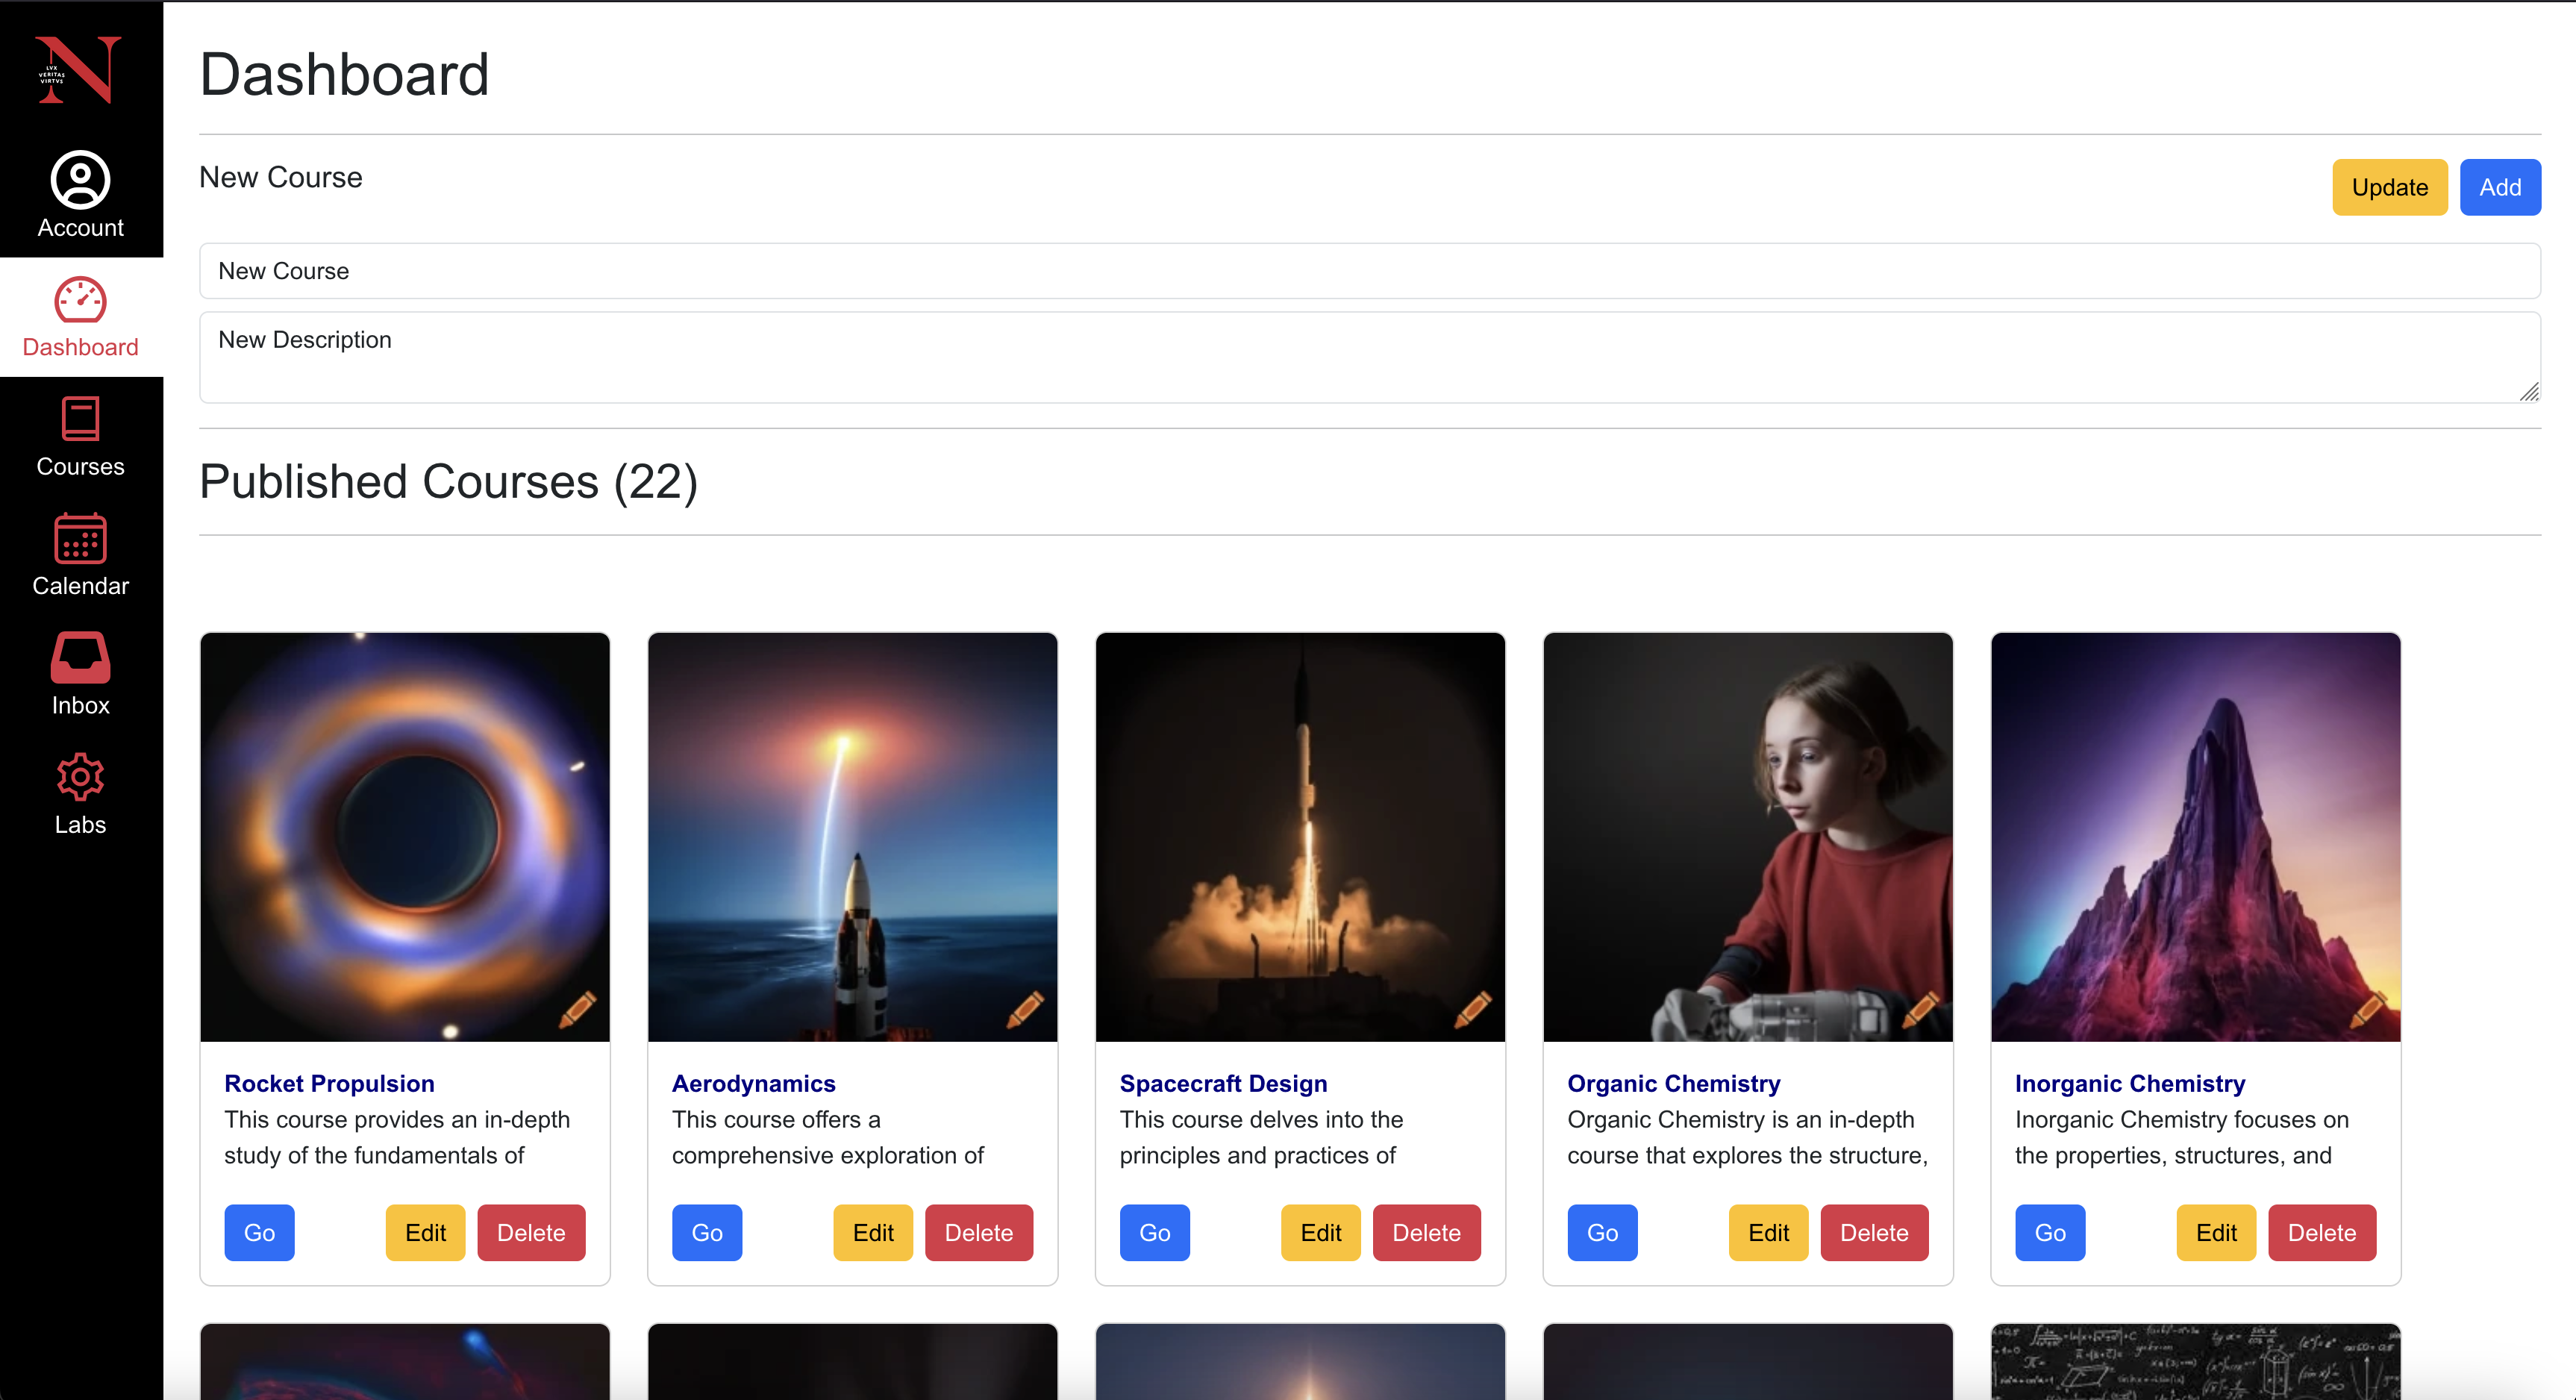 LVX
VERITAS
VIRTVS
Account
Dashboard
Courses
Calendar
Inbox
Labs
Dashboard
New Course
Update
Add
New Course
New Description
Published Courses (22)
Rocket Propulsion
This course provides an in-depth
study of the fundamentals of
Go
Edit
Delete
Aerodynamics
This course offers a
comprehensive exploration of
Go
Edit
Delete
Spacecraft Design
This course delves into the
principles and practices of
Go
Edit
Delete
Organic Chemistry
Organic Chemistry is an in-depth
course that explores the structure,
Go
Edit
Delete
Inorganic Chemistry
Inorganic Chemistry focuses on
the properties, structures, and
Go
Edit
Delete